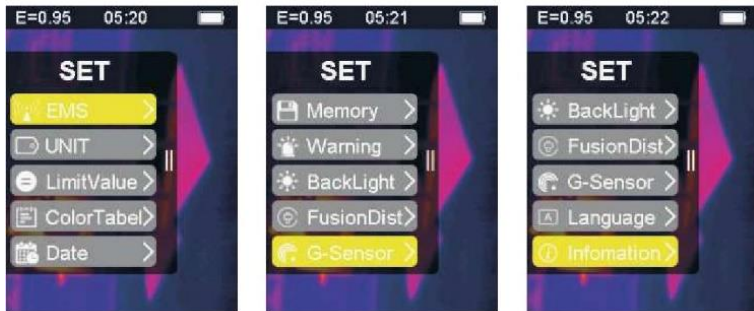 E=0.95 05:20
SET
EMS
UNIT
LimitValue
ColorTabel
Date
E=0.95 05:21
SET
Memory
Warning
BackLight
FusionDist
G-Sensor
E=0.95 05:22
SET
BackLight
FusionDist
G-Sensor
Language
Infomation